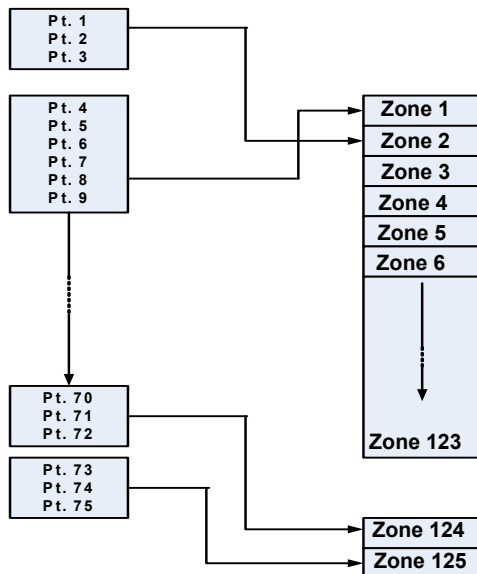 Pt. 1
Pt. 2
Pt. 3
Pt. 4
Pt. 5
Pt. 6
Pt. 7
Pt. 8
Pt. 9
Pt. 70
Pt. 71
Pt. 72
Pt. 73
Pt. 74
Pt. 75
Zone 1
Zone 2
Zone 3
Zone 4
Zone 5
Zone 6
Zone 123
Zone 124
Zone 125